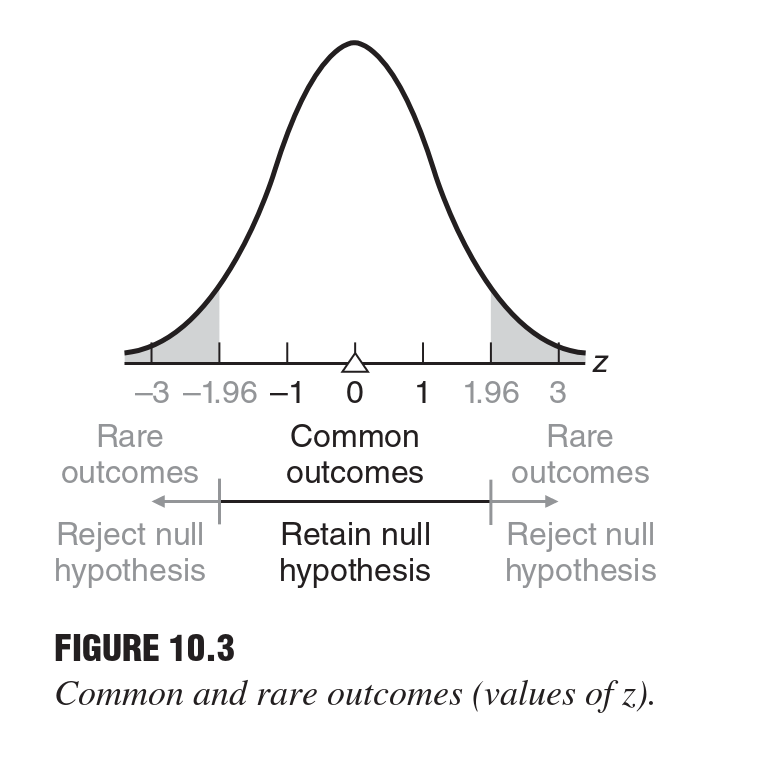 z
–3 –1.96 –1 0 1 1.96 3
Rare outcomes
Common outcomes
Rare outcomes
Reject null hypothesis
Retain null hypothesis
Reject null hypothesis
FIGURE 10.3
Common and rare outcomes (values of z).